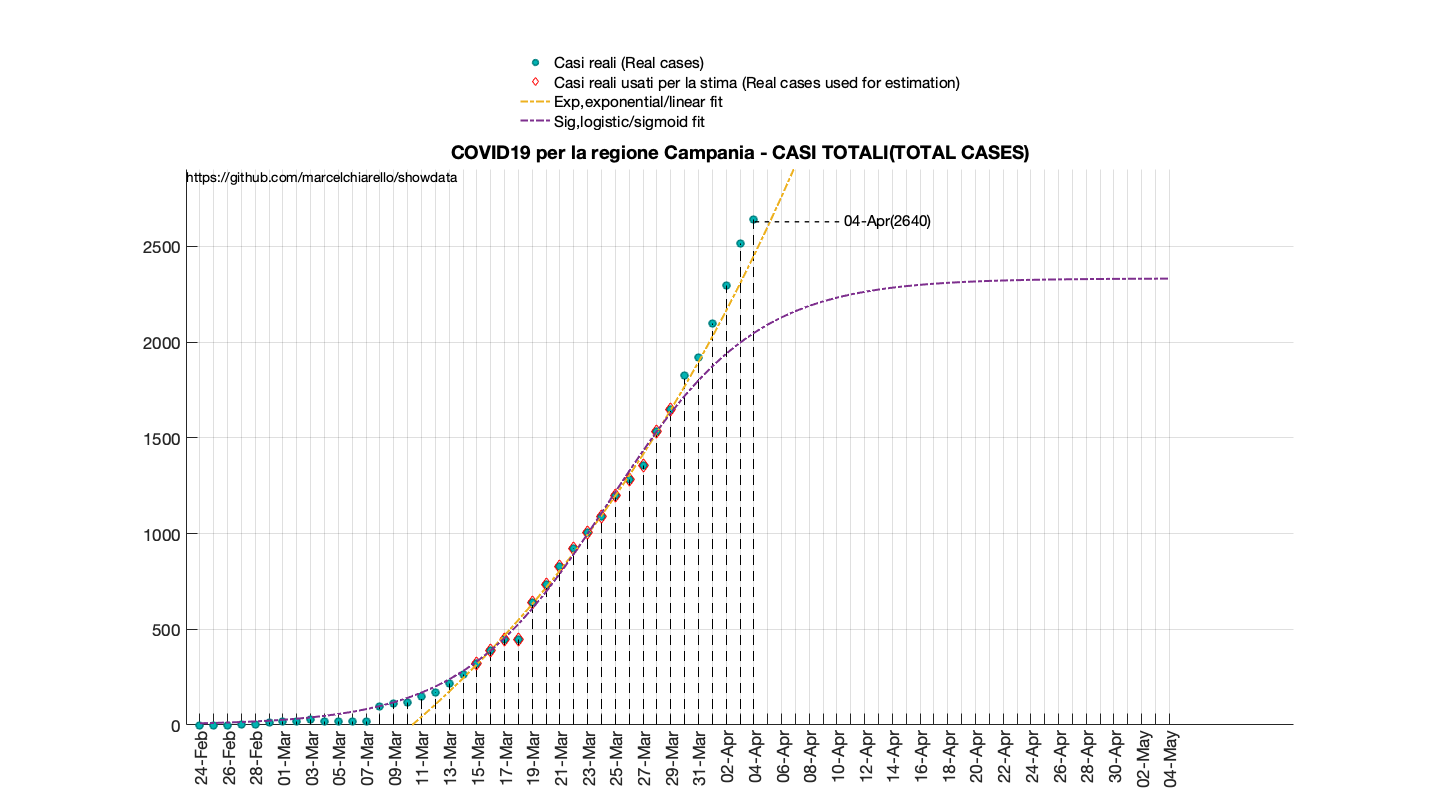 Casi reali (Real cases)
Casi reali usati per la stima (Real cases used for estimation)
Exp,exponential/linear fit
Sig,logistic/sigmoid fit
COVID19 per la regione Campania - CASI TOTALI(TOTAL CASES)
https://github.com/marcelchiarello/showdata
04-Apr(2640)
2500
2000
1500
1000
500
0
24-Feb
26-Feb
28-Feb
01-Mar
03-Mar
05-Mar
07-Mar
09-Mar
11-Mar
13-Mar
15-Mar
17-Mar
19-Mar
21-Mar
23-Mar
25-Mar
27-Mar
29-Mar
31-Mar
02-Apr
04-Apr
06-Apr
08-Apr
10-Apr
12-Apr
14-Apr
16-Apr
18-Apr
20-Apr
22-Apr
24-Apr
26-Apr
28-Apr
30-Apr
02-May
04-May